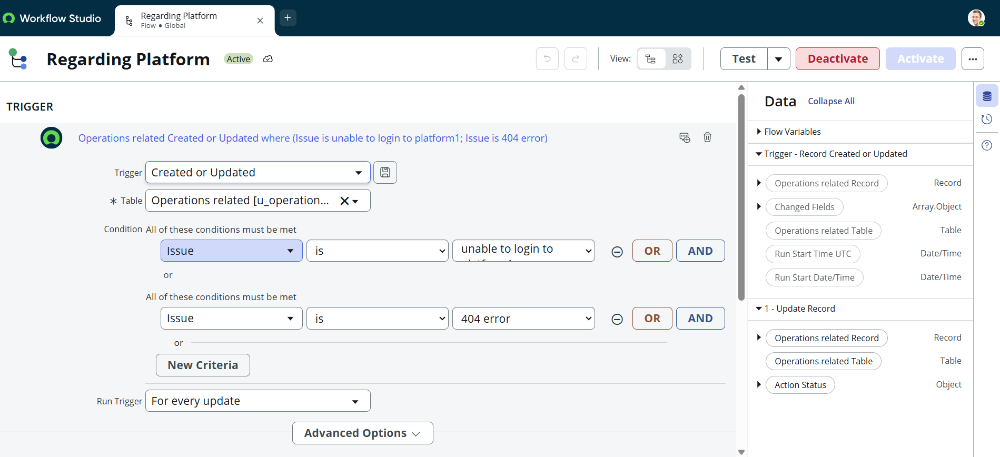 Workflow Studio
Regarding Platform
Flow • Global
Regarding Platform
Active
View:
Test
Deactivate
Activate
TRIGGER
Operations related Created or Updated where (Issue is unable to login to platform1; Issue is 404 error)
Trigger
Created or Updated
* Table
Operations related [u_operation...
Condition
All of these conditions must be met
Issue
is
unable to login to
platform1
OR
AND
or
All of these conditions must be met
Issue
is
404 error
OR
AND
or
New Criteria
Run Trigger
For every update
Advanced Options
Data
Collapse All
Flow Variables
Trigger - Record Created or Updated
Operations related Record
Record
Changed Fields
Array.Object
Operations related Table
Table
Run Start Time UTC
Date/Time
Run Start Date/Time
Date/Time
1 - Update Record
Operations related Record
Record
Operations related Table
Table
Action Status
Object